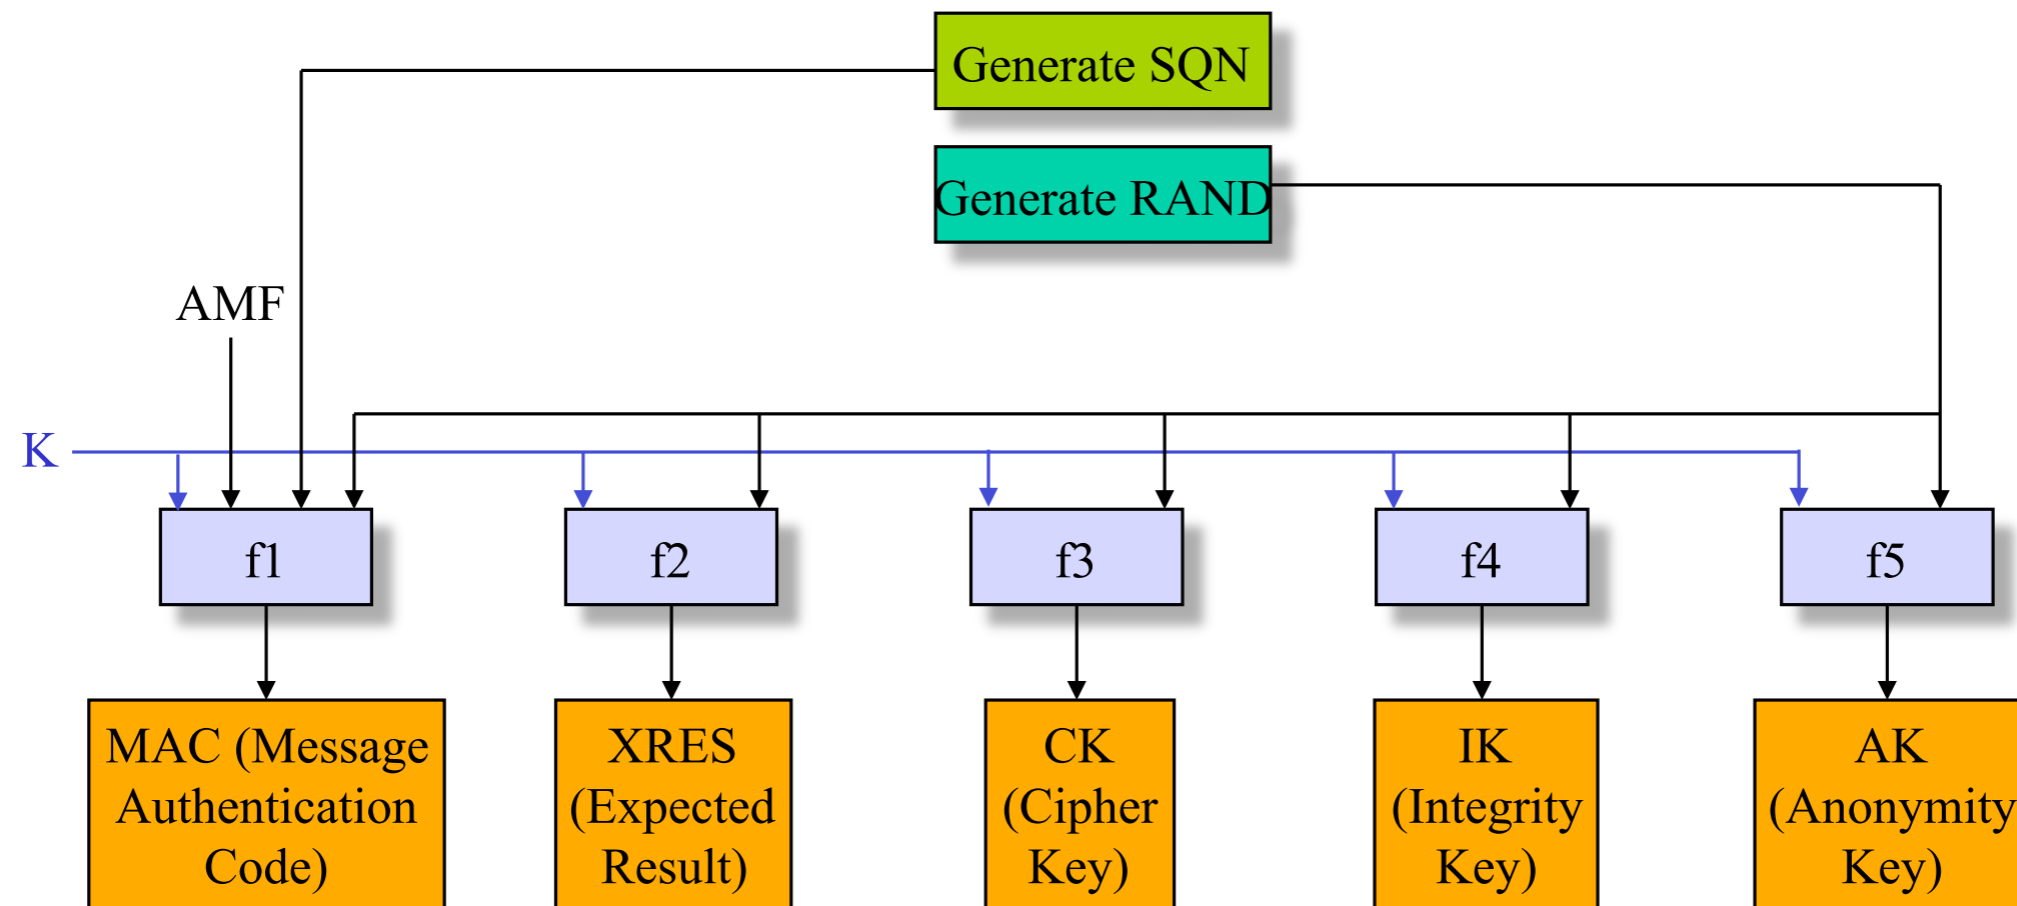 Generate SQN
Generate RAND
AMF
K
f1
f2
f3
f4
f5
MAC (Message
Authentication
Code)
XRES
(Expected
Result)
CK
(Cipher
Key)
IK
(Integrity
Key)
AK
(Anonymity
Key)